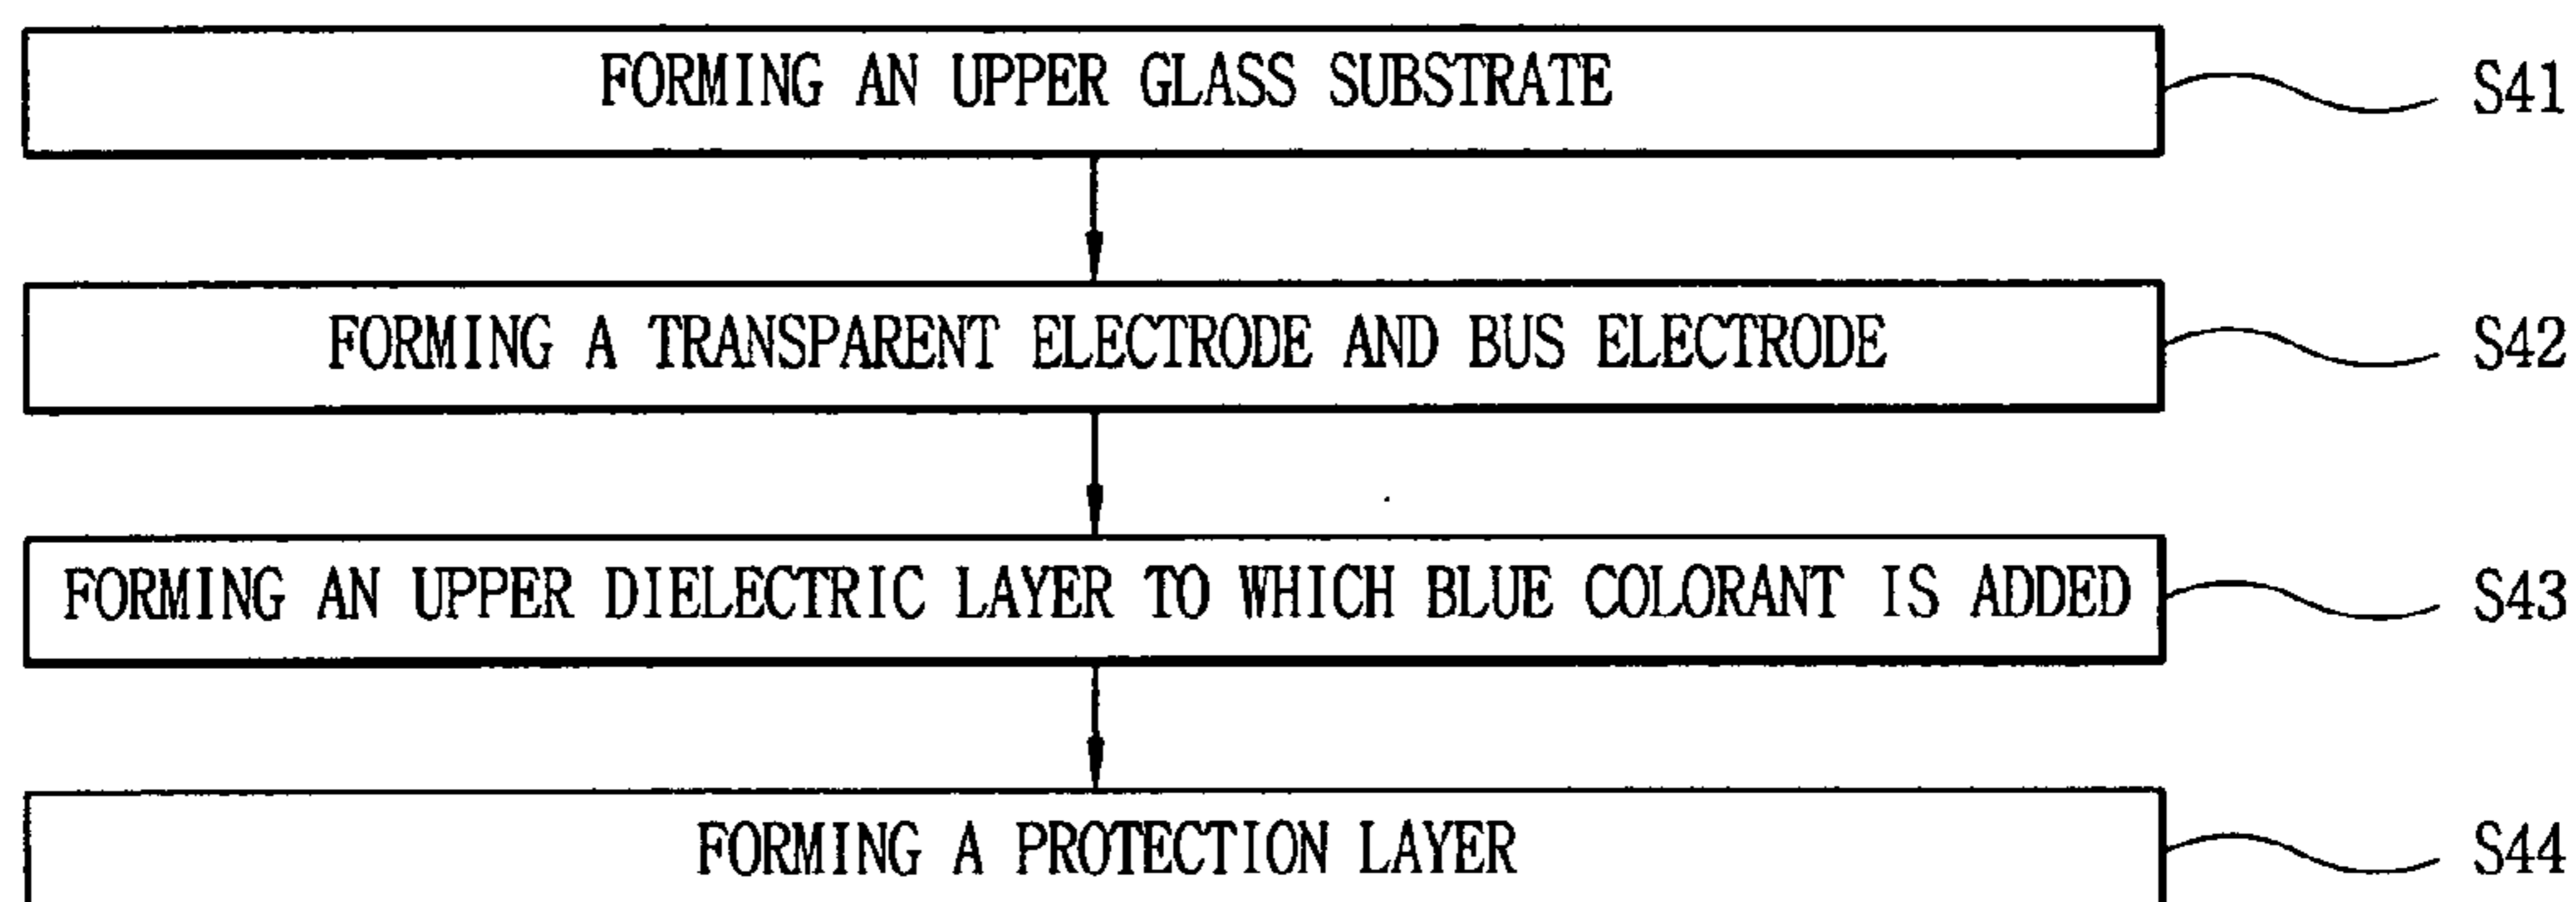 FORMING AN UPPER GLASS SUBSTRATE S41
FORMING A TRANSPARENT ELECTRODE AND BUS ELECTRODE S42
FORMING AN UPPER DIELECTRIC LAYER TO WHICH BLUE COLORANT IS ADDED S43
FORMING A PROTECTION LAYER S44